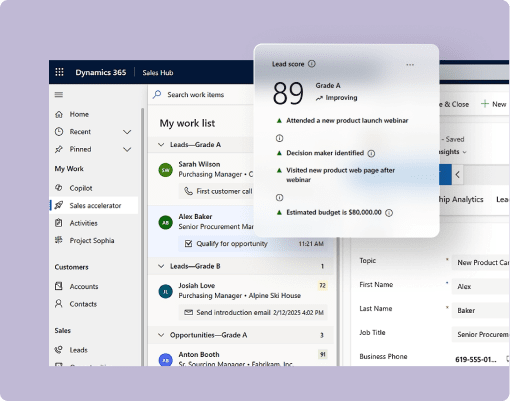 Dynamics 365
Sales Hub
Home
Recent
Pinned
My Work
Copilot
Sales accelerator
Activities
Project Sophia
Customers
Accounts
Contacts
Sales
Leads
Search work items
My work list
Leads—Grade A
SW
Sarah Wilson
Purchasing Manager •
First customer call
AB
Alex Baker
Senior Procurement
Qualify for opportunity 11:21 AM
Leads—Grade B 1
JL
Josiah Love 72
Purchasing Manager • Alpine Ski House
Send introduction email 2/12/2025 4:02 PM
Opportunities—Grade A 3
AB
Anton Booth 91
Sr. Sourcing Manager • Fabrikam, Inc.
Lead score
...
89
Grade A
Improving
Attended a new product launch webinar
Decision maker identified
Visited new product web page after
webinar
Estimated budget is $80,000.00
& Close + New
- Saved
Analytics Lea
Topic * New Product Ca
First Name * Alex
Last Name * Baker
Job Title Senior Procurem
Business Phone 619-555-01...